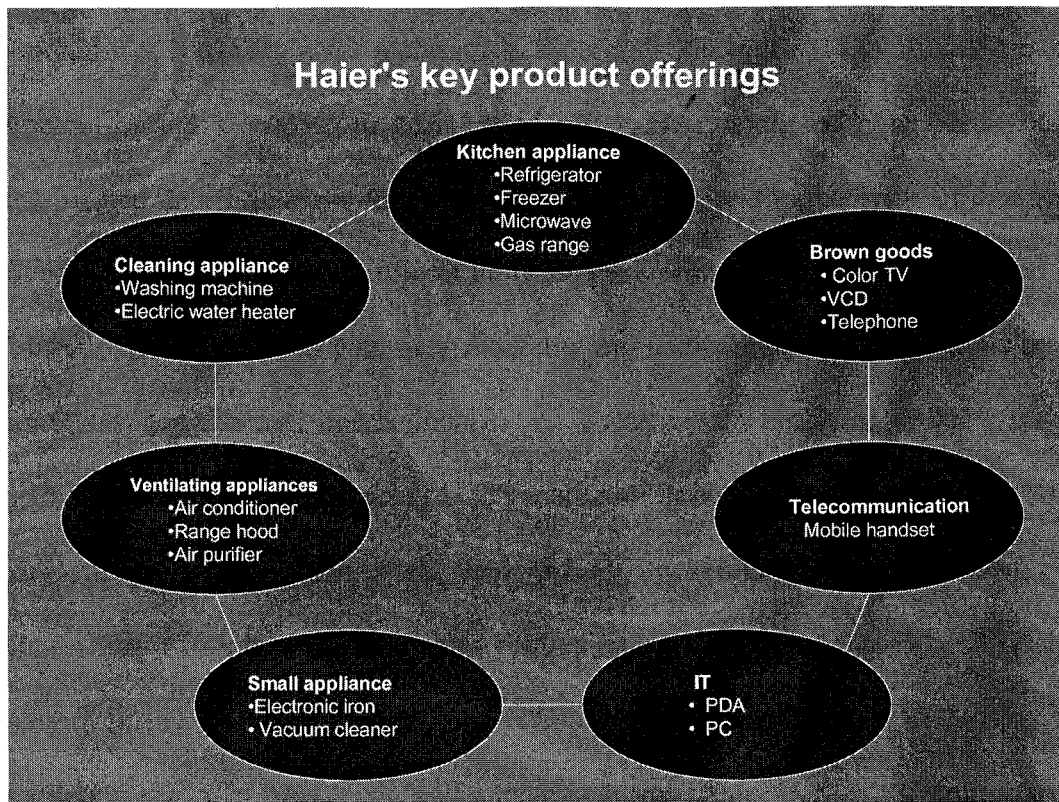 Haier's key product offerings
Kitchen appliance
•Refrigerator
•Freezer
•Microwave
•Gas range
Brown goods
• Color TV
•VCD
•Telephone
Telecommunication
Mobile handset
IT
• PDA
• PC
Small appliance
•Electronic iron
• Vacuum cleaner
Ventilating appliances
•Air conditioner
•Range hood
•Air purifier
Cleaning appliance
•Washing machine
•Electric water heater